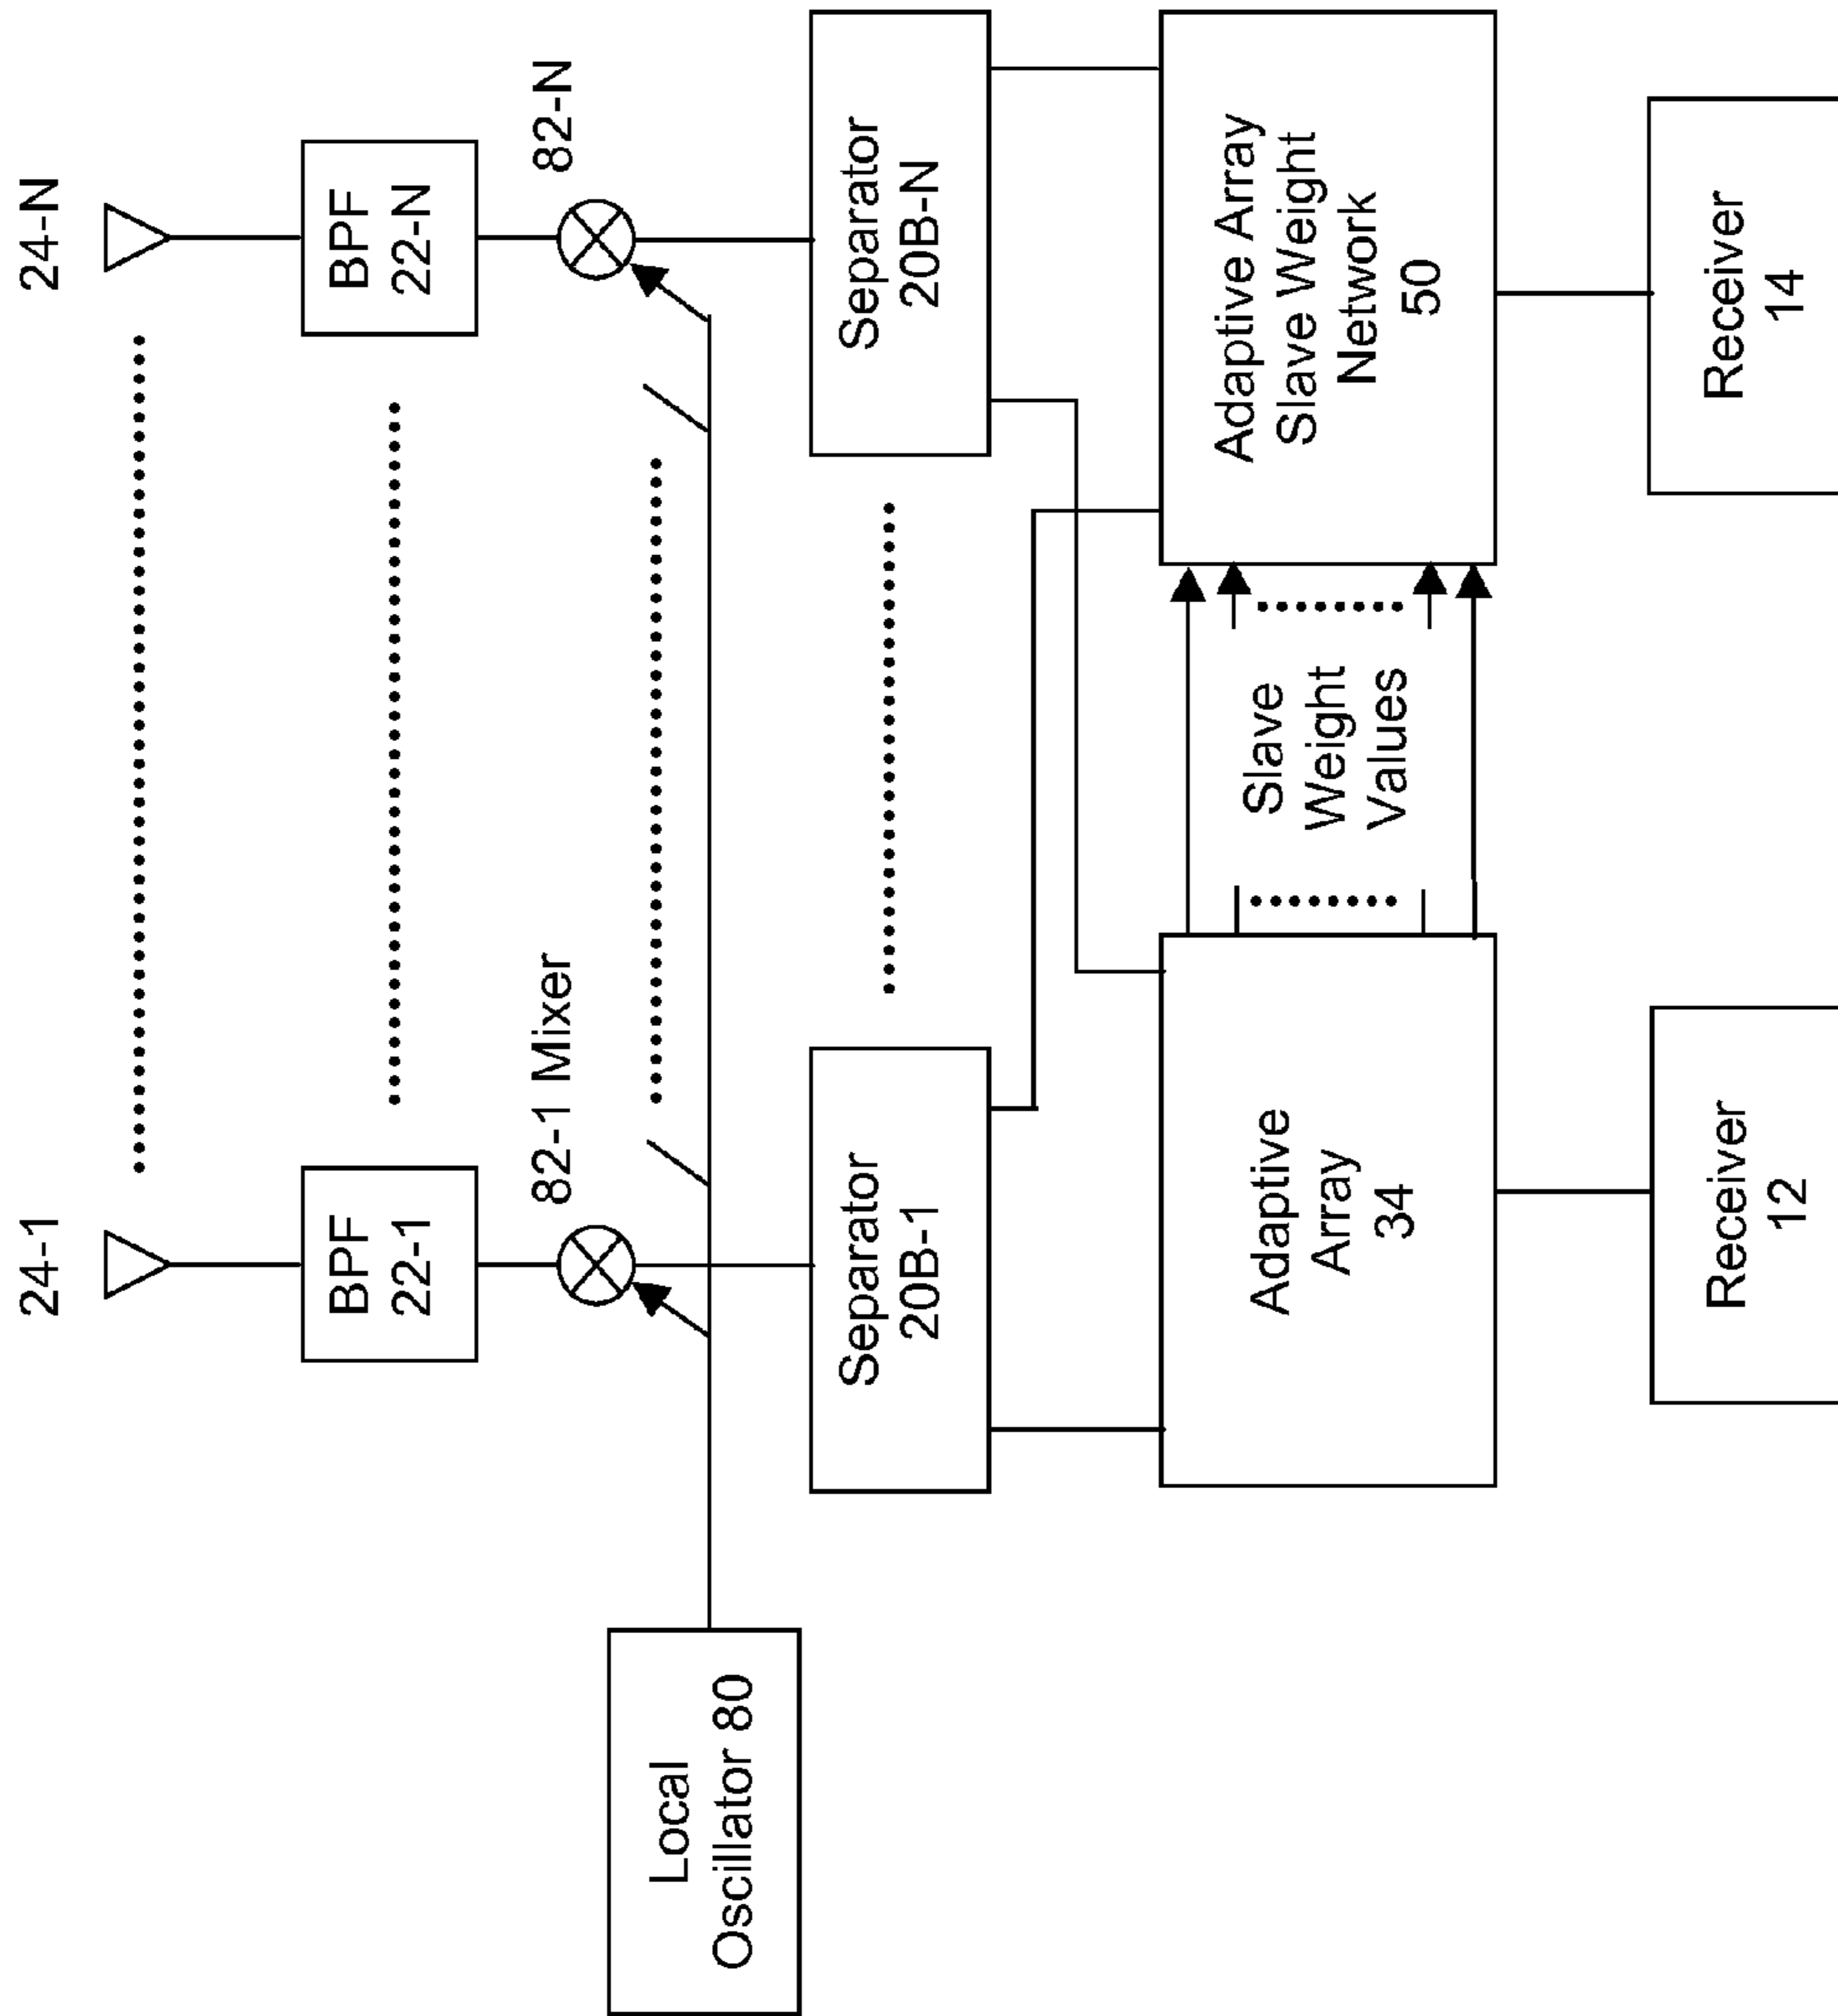 24-1
24-N
BPF
22-1
BPF
22-N
82-1 Mixer
82-N
Local
Oscillator 80
Separator
20B-1
Separator
20B-N
Adaptive
Array
34
Slave
Weight
Values
Adaptive Array
Slave Weight
Network
50
Receiver
12
Receiver
14